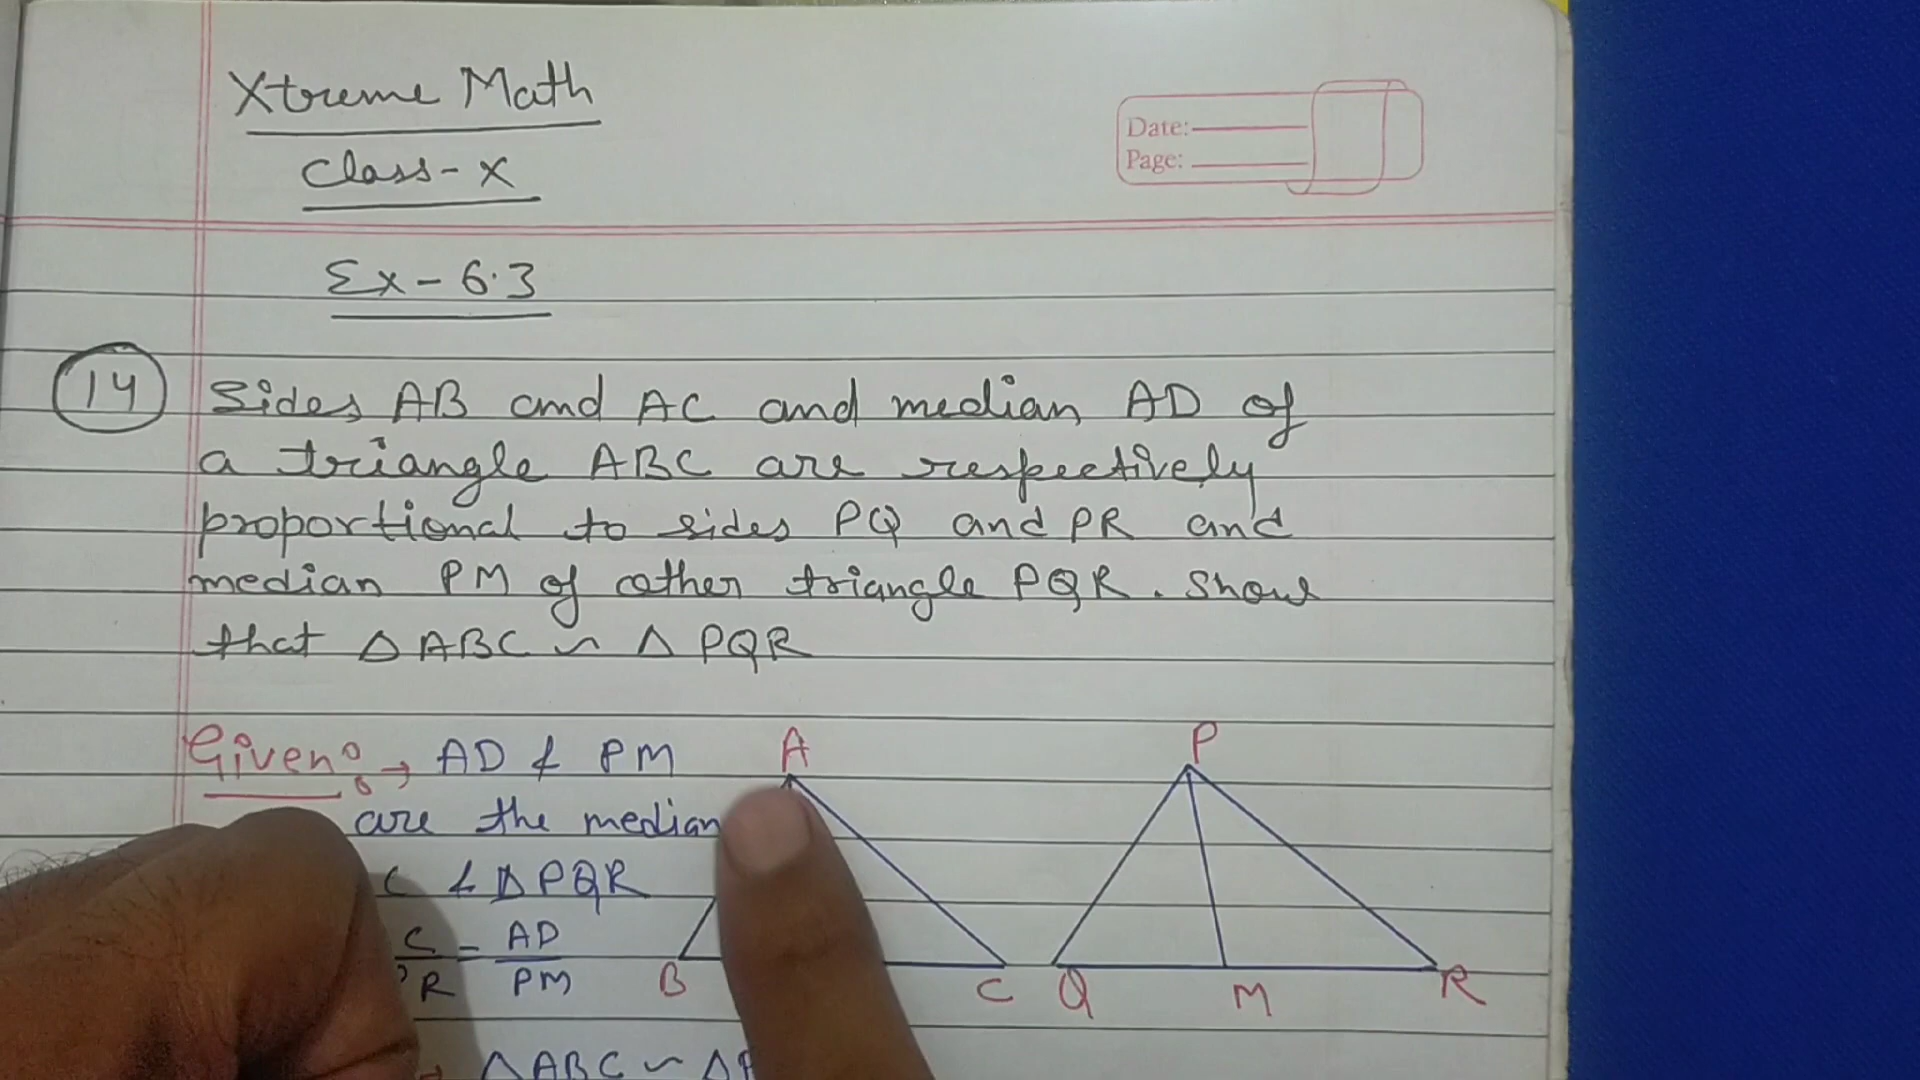 Xtreme Math
Class-X
Date:
Page:
Ex-6.3
14 Sides AB and AC and median AD of
a triangle ABC are respectively
proportional to sides PQ and PR and
median PM of other triangle PQR. Show
that △ABC ~ △PQR
Given:→ AD & PM
are the median
C & △PQR
C/PR = AD/PM
△ABC ~ △P
A
B
C
P
Q
M
R